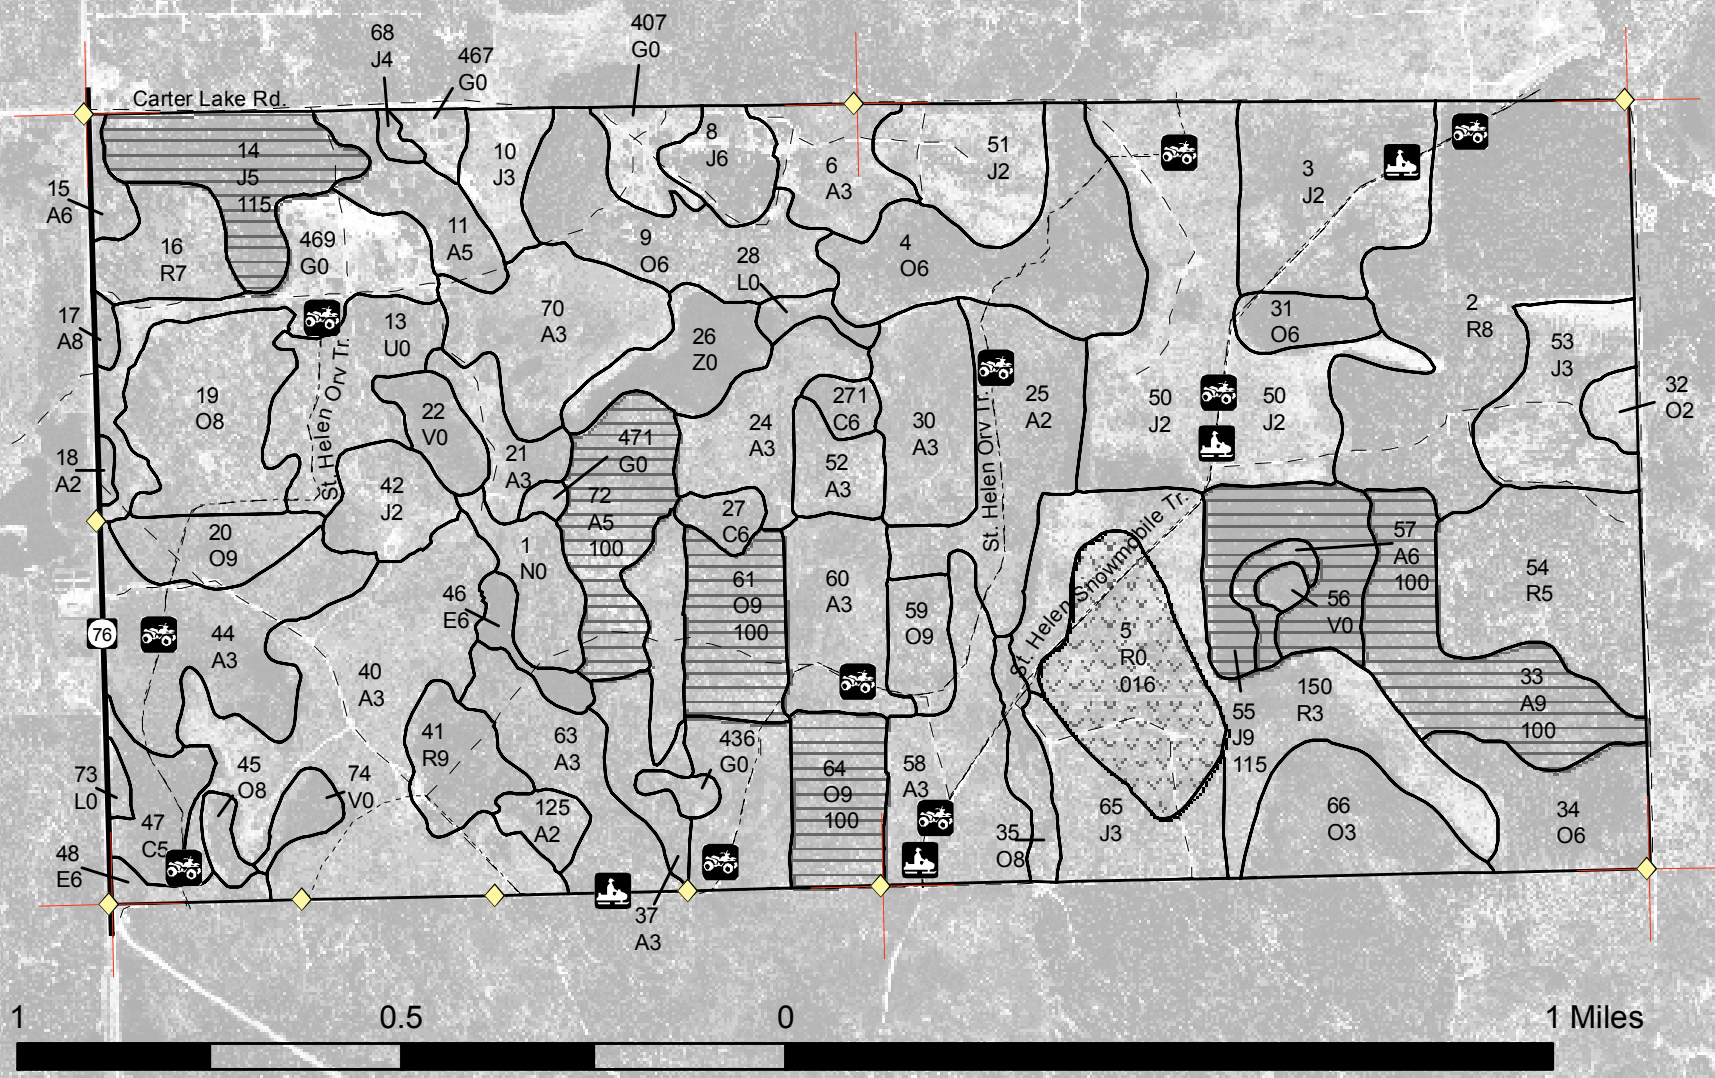 407
G0
68
J4
467
G0
Carter Lake Rd.
14
J5
115
10
J3
8
J6
6
A3
51
J2
3
J2
15
A6
16
R7
469
G0
11
A5
9
O6
28
L0
4
O6
17
A8
13
U0
70
A3
26
Z0
31
O6
2
R8
53
J3
32
O2
19
O8
St. Helen Orv Tr.
22
V0
21
A3
471
G0
24
A3
271
C6
30
A3
St. Helen Orv Tr.
25
A2
50
J2
50
J2
18
A2
42
J2
72
A5
100
27
C6
52
A3
20
O9
1
N0
46
E6
61
O9
100
60
A3
59
O9
St. Helen Snowmobile Tr.
5
R0
016
57
A6
100
56
V0
54
R5
76
44
A3
40
A3
41
R9
63
A3
436
G0
55
J9
115
150
R3
33
A9
100
73
L0
45
O8
74
V0
125
A2
64
O9
100
58
A3
35
O8
65
J3
66
O3
34
O6
47
C5
48
E6
37
A3
1 0.5 0 1 Miles